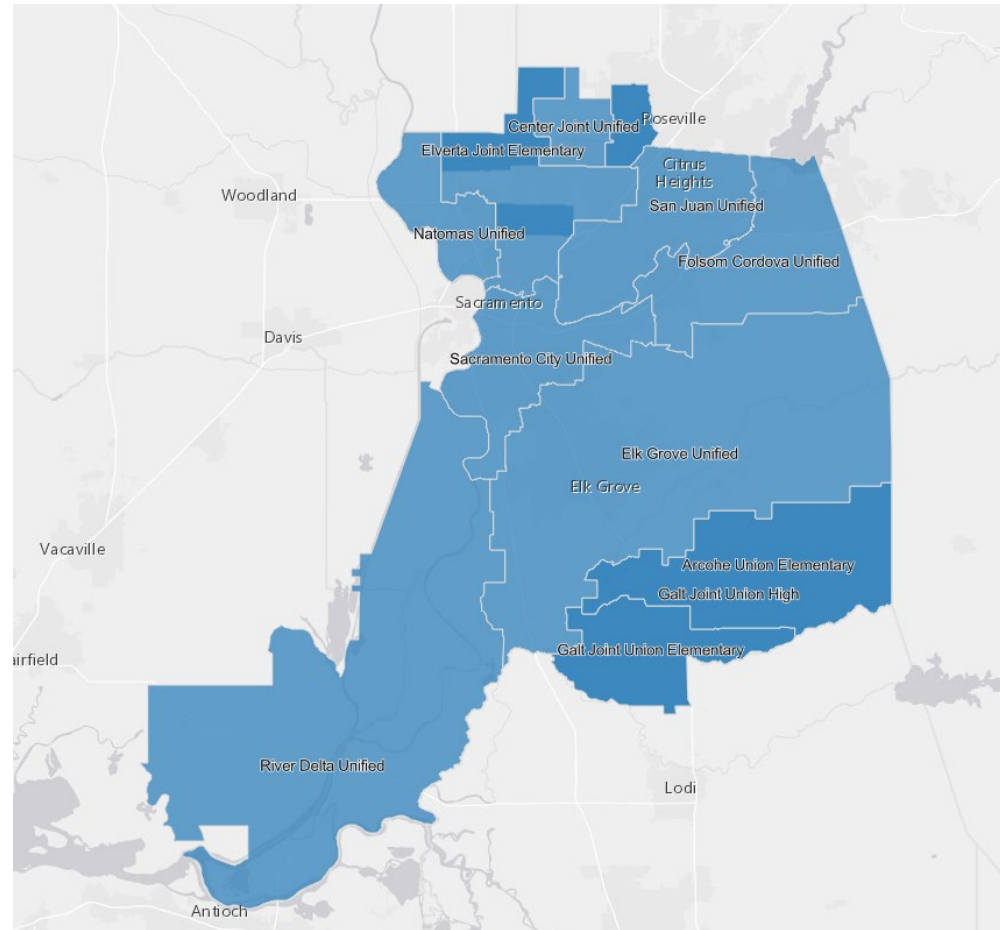 Center Joint Unified
Roseville
Elverta Joint Elementary
Citrus
Heights
Woodland
San Juan Unified
Natomas Unified
Folsom Cordova Unified
Sacramento
Davis
Sacramento City Unified
Elk Grove Unified
Elk Grove
Vacaville
Arcohe Union Elementary
Galt Joint Union High
Galt Joint Union Elementary
airfield
River Delta Unified
Lodi
Antioch